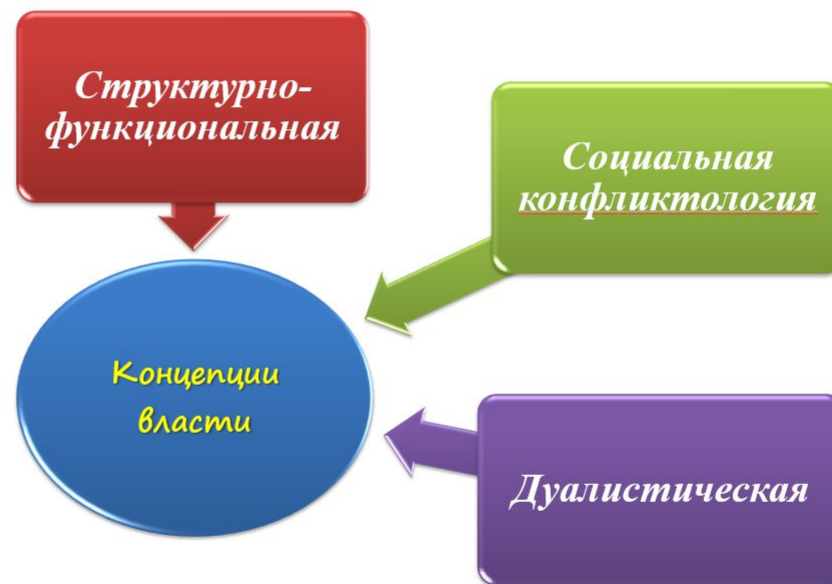 Структурно-
функциональная
Социальная
конфликтология
Концепции
власти
Дуалистическая